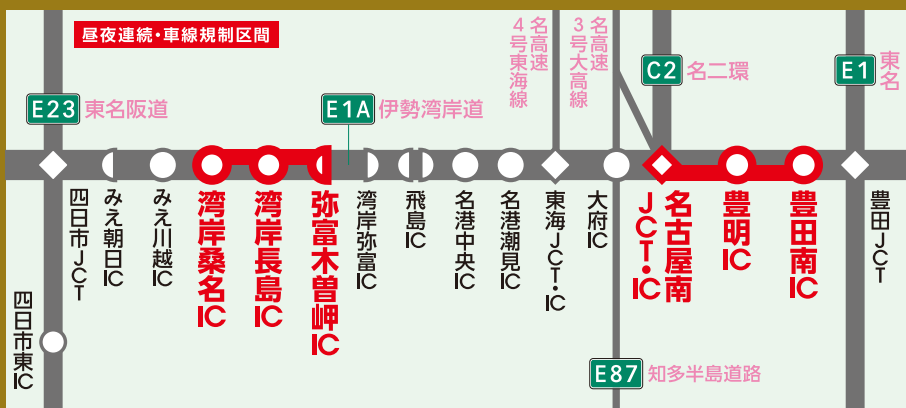 昼夜連続・車線規制区間
名高速
4号東海線
名高速
3号大高線
C2 名二環
E1 東名
E23 東名阪道
E1A 伊勢湾岸道
四日市JCT
みえ朝日IC
みえ川越IC
湾岸桑名IC
湾岸長島IC
弥富木曽岬IC
湾岸弥富IC
飛島IC
名港中央IC
名港潮見IC
東海JCT・IC
大府IC
名古屋南
JCT・IC
豊明IC
豊田南IC
豊田JCT
四日市東IC
E87 知多半島道路